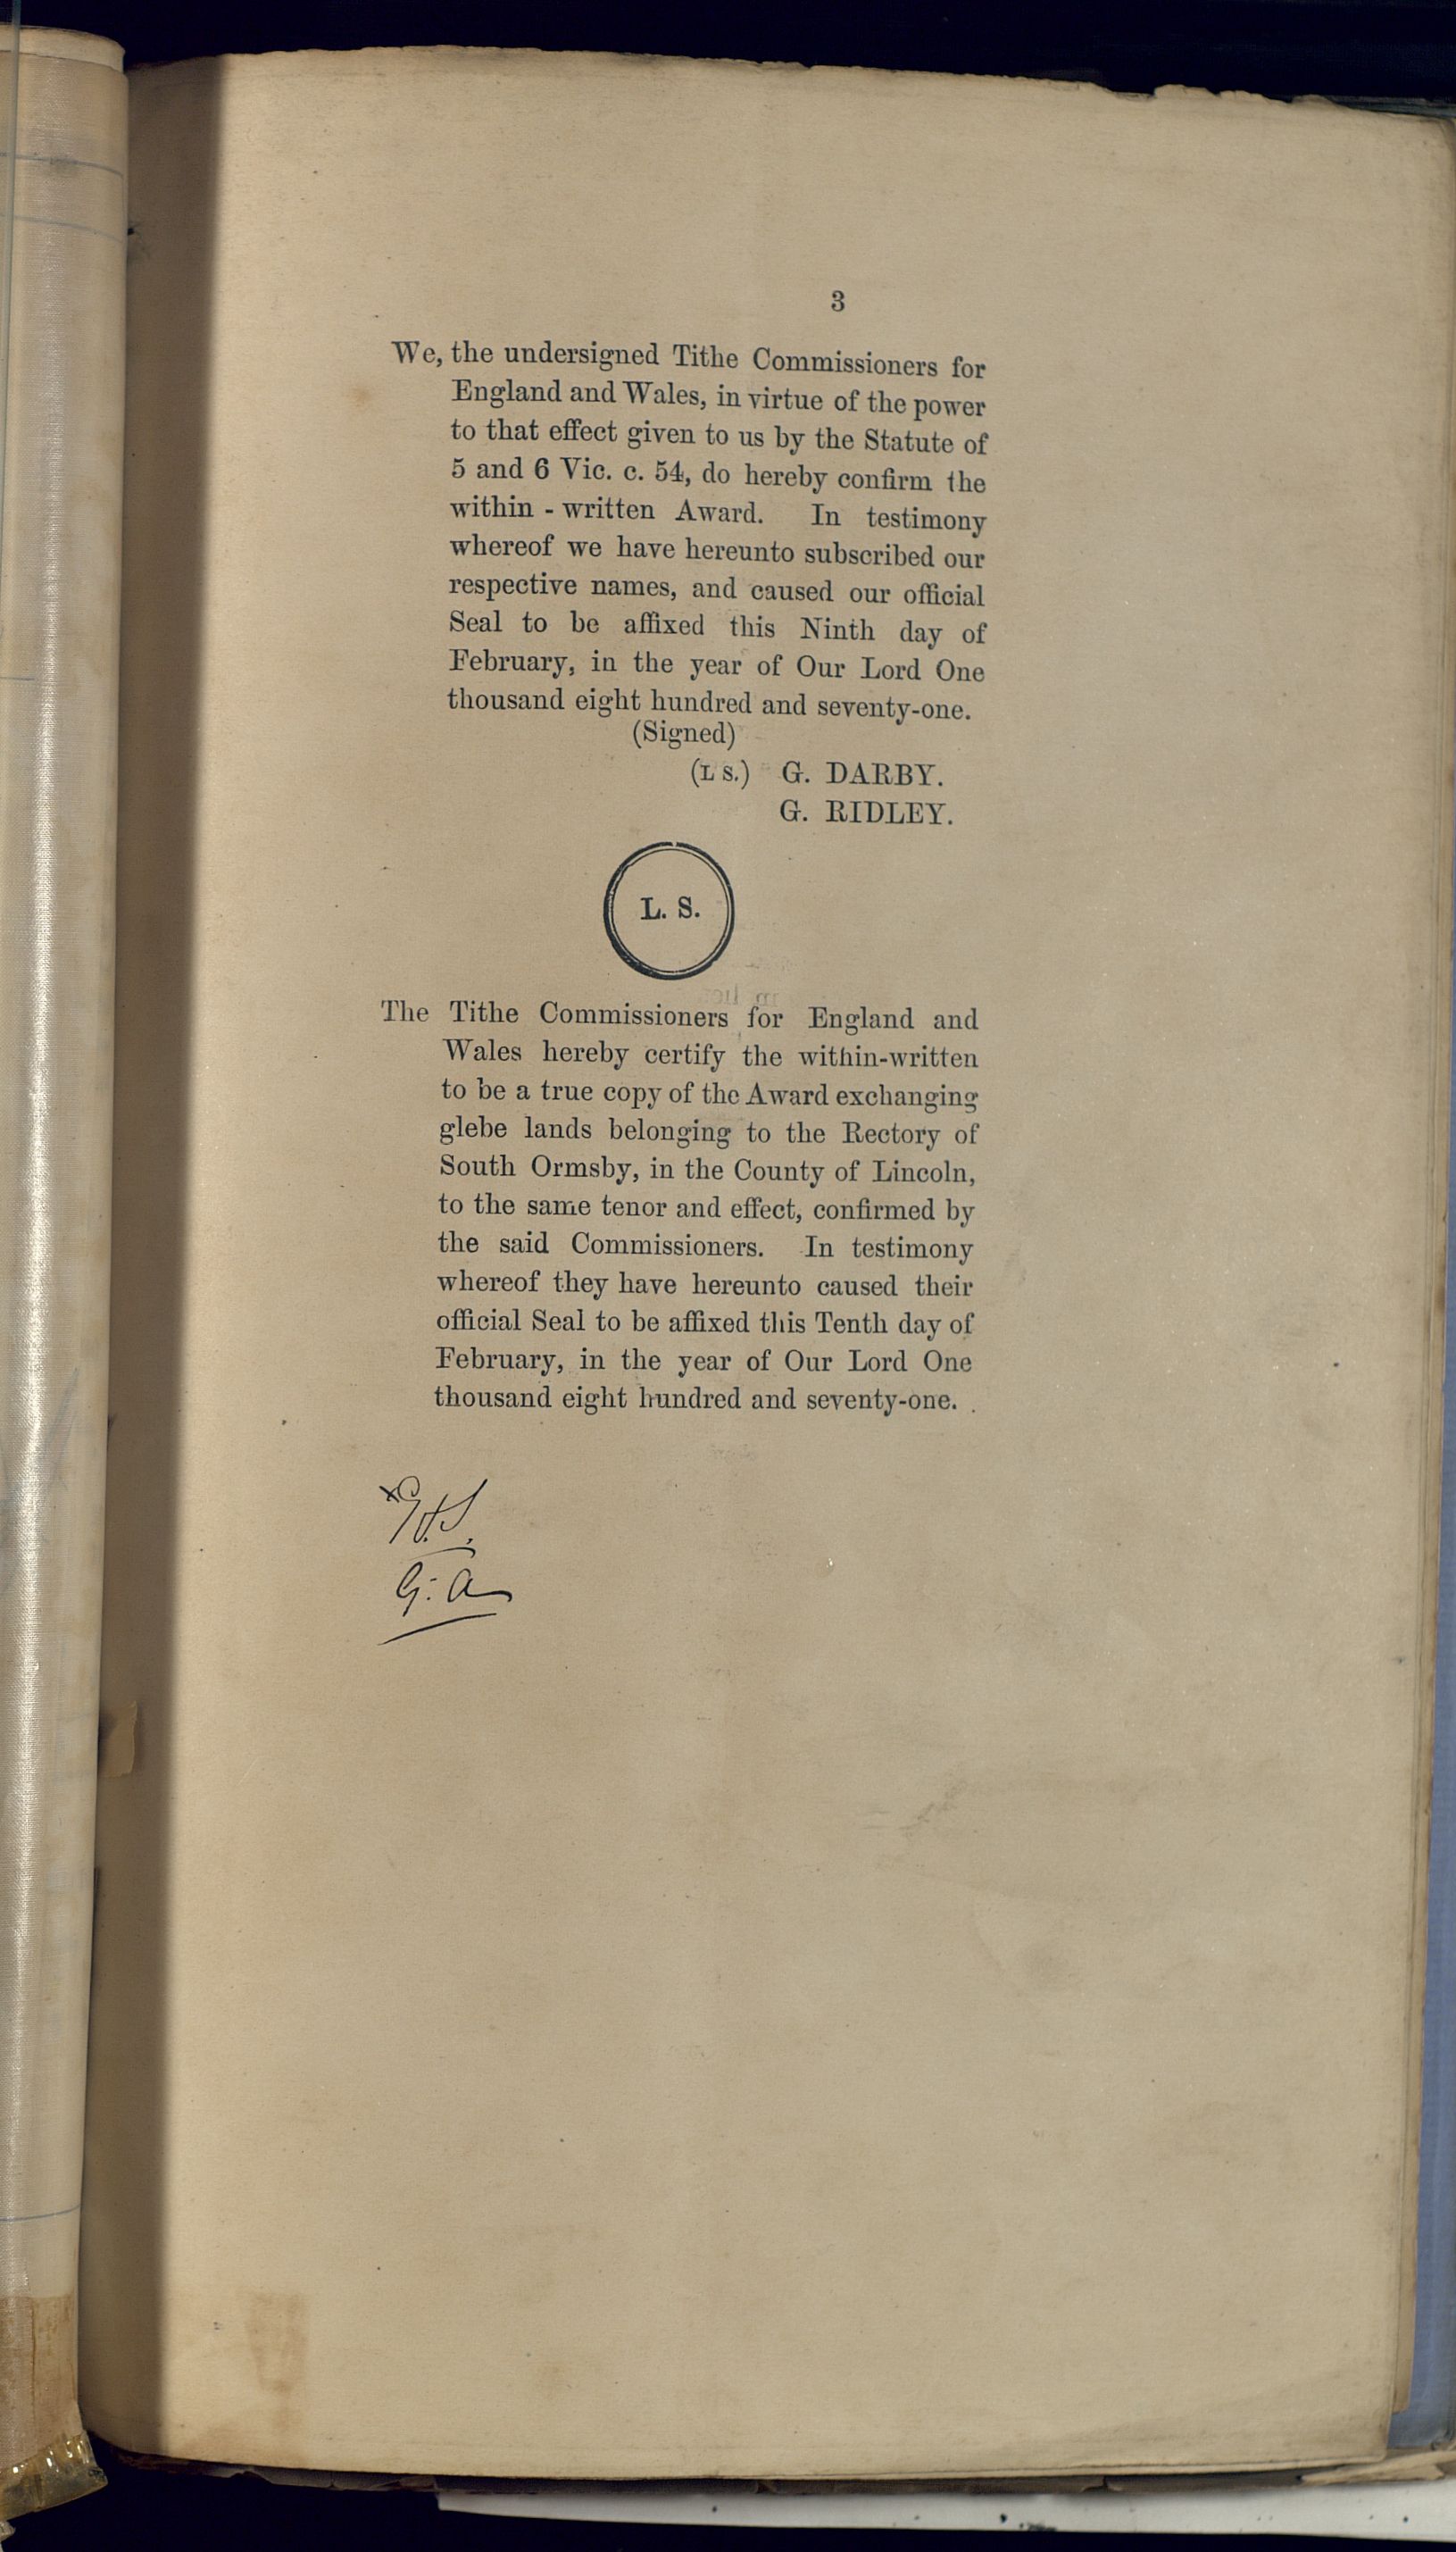 3
We, the undersigned Tithe Commissioners for
England and Wales, in virtue of the power
to that effect given to us by the Statute of
5 and 6 Vic. c. 54, do hereby confirm the
within - written Award. In testimony
whereof we have hereunto subscribed our
respective names, and caused our official
Seal to be affixed this Ninth day of
February, in the year of Our Lord One
thousand eight hundred and seventy-one.
(Signed)
(L S.) G. DARBY.
G. RIDLEY.
L. S.
The Tithe Commissioners for England and
Wales hereby certify the within-written
to be a true copy of the Award exchanging
glebe lands belonging to the Rectory of
South Ormsby, in the County of Lincoln,
to the same tenor and effect, confirmed by
the said Commissioners. In testimony
whereof they have hereunto caused their
official Seal to be affixed this Tenth day of
February, in the year of Our Lord One
thousand eight hundred and seventy-one.
G: a